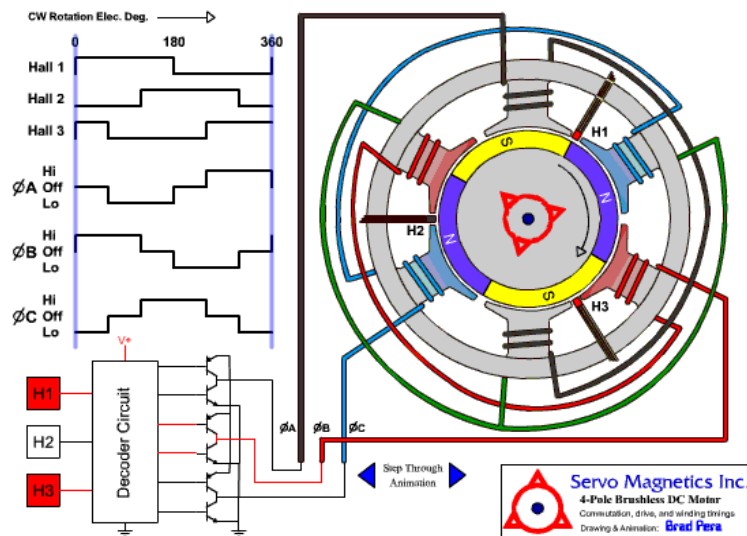 CW Rotation Elec. Deg.
0 180 360
Hall 1
Hall 2
Hall 3
Hi
ØA Off
Lo
Hi
ØB Off
Lo
Hi
ØC Off
Lo
V+
H1
H2
H3
Decoder Circuit
ØA ØB ØC
S
H1
N
H2
N
S
H3
Step Through
Animation
Servo Magnetics Inc.
4-Pole Brushless DC Motor
Commutation, drive, and winding timings
Drawing & Animation: Brad Pera